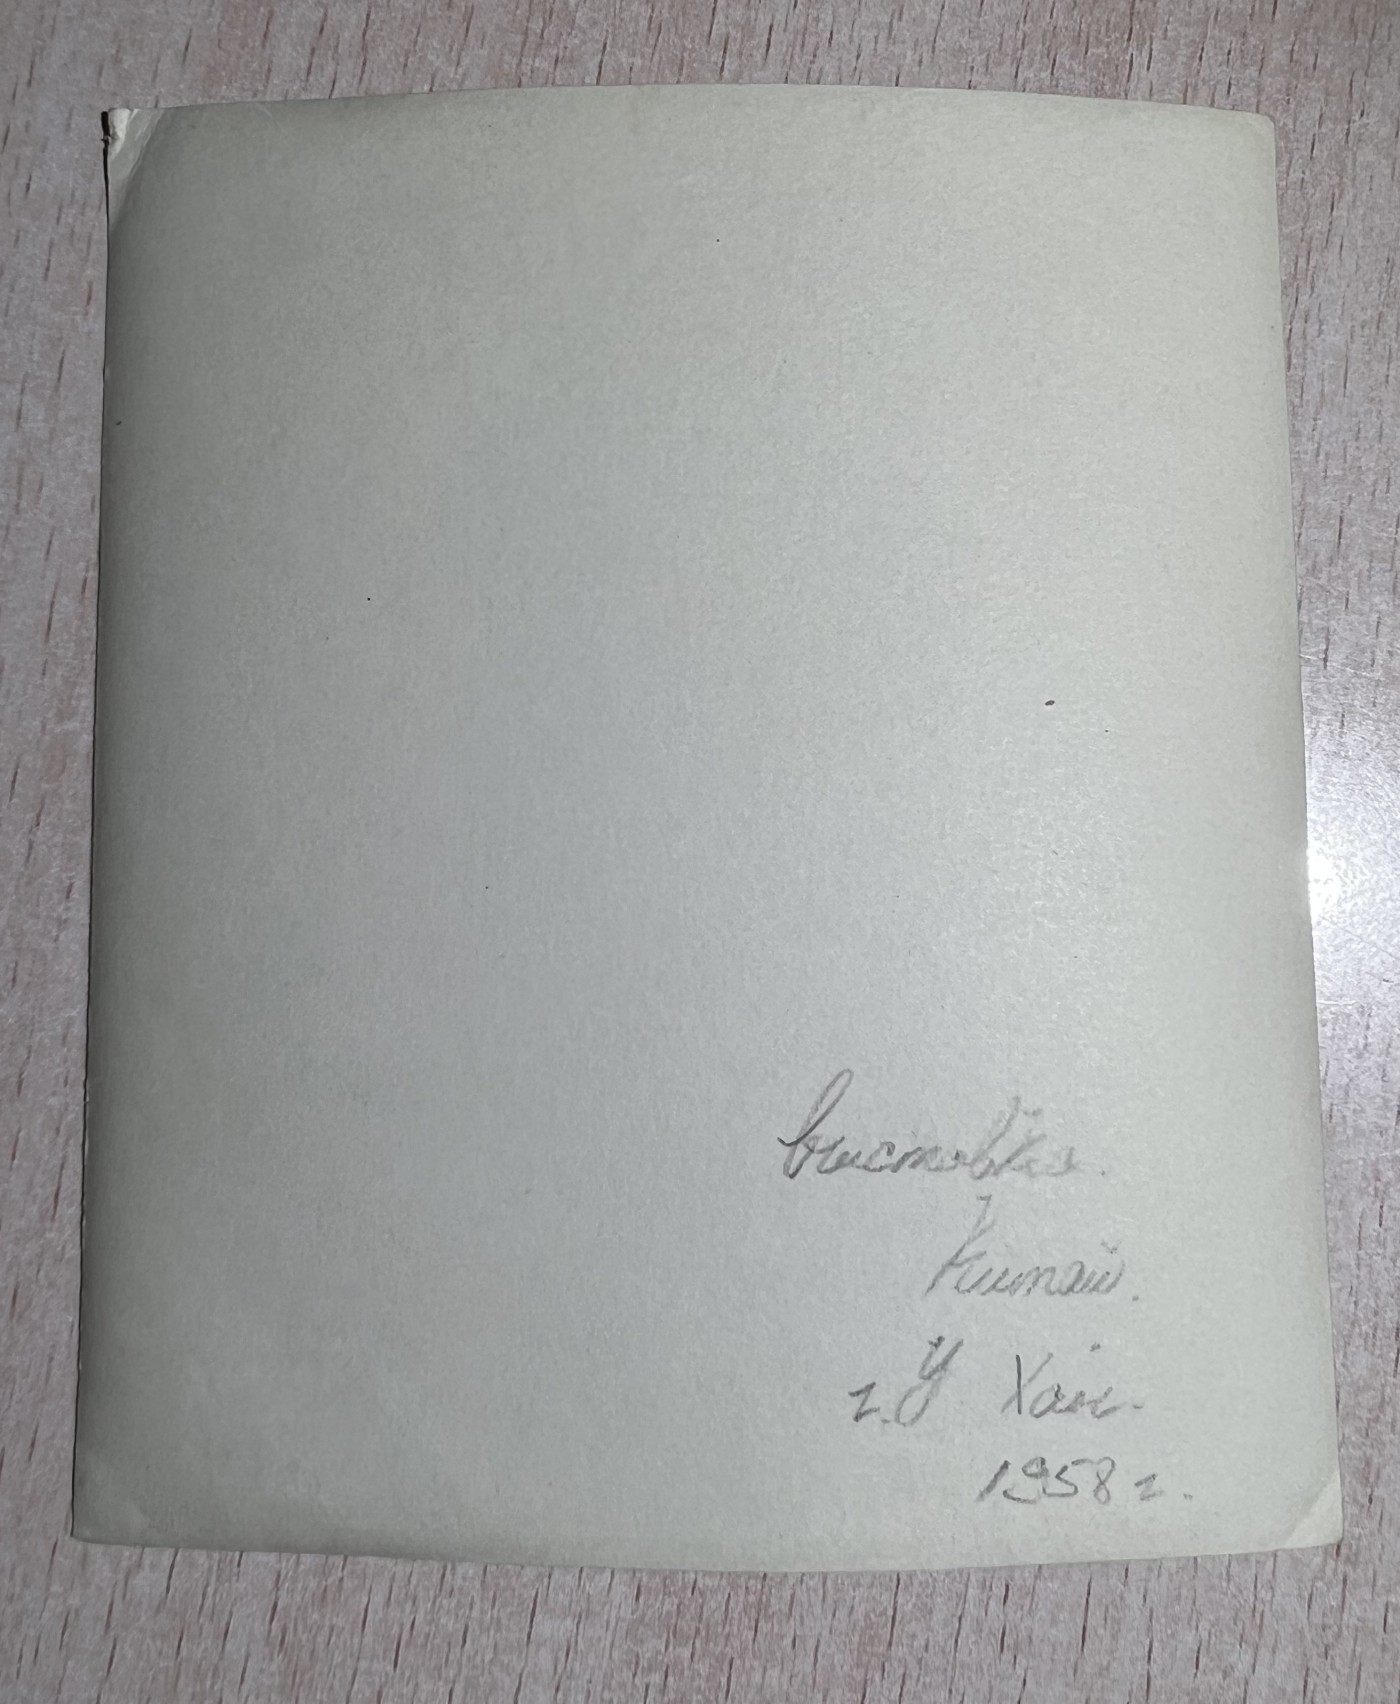 Выставка.
Китай.
г. У Хан.
1958 г.